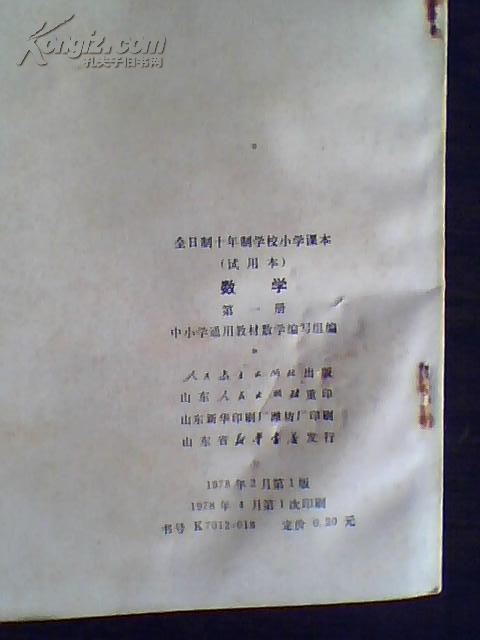 Kongfz.com
孔夫子旧书网
全日制十年制学校小学课本
(试用本)
数 学
第一册
中小学通用教材数学编写组编
人民教育出版社出版
山东人民出版社重印
山东新华印刷厂潍坊厂印刷
山东省新华书店发行
1978年2月第1版
1978年4月第1次印刷
书号 K7012·018 定价 0.20 元